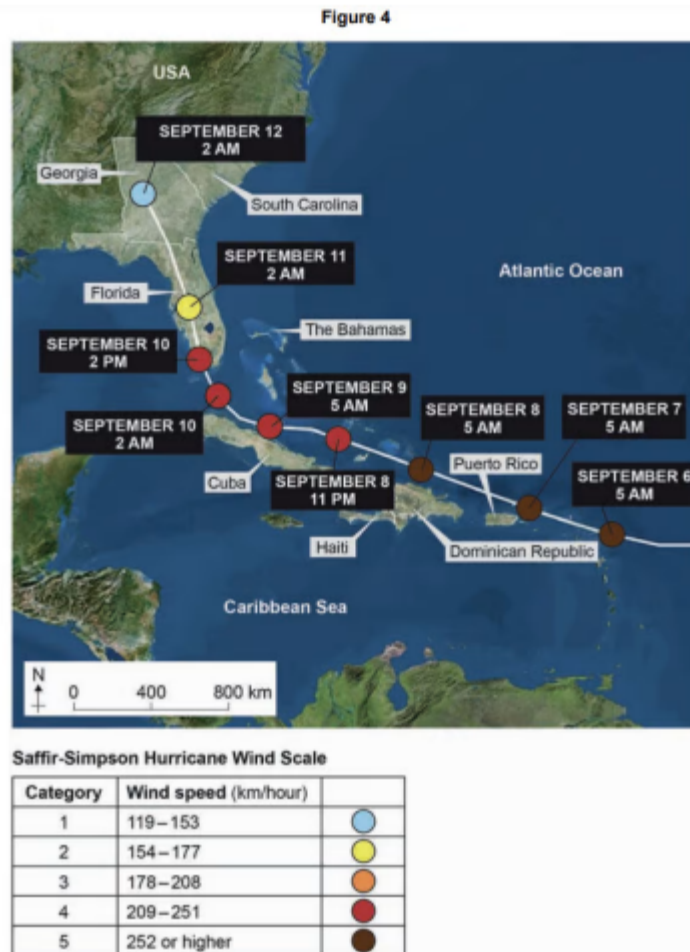 Figure 4
USA
SEPTEMBER 12
2 AM
Georgia
South Carolina
SEPTEMBER 11
2 AM
Atlantic Ocean
Florida
The Bahamas
SEPTEMBER 10
2 PM
SEPTEMBER 9
5 AM
SEPTEMBER 8
5 AM
SEPTEMBER 7
5 AM
SEPTEMBER 10
2 AM
Puerto Rico
SEPTEMBER 6
5 AM
Cuba
SEPTEMBER 8
11 PM
Haiti
Dominican Republic
Caribbean Sea
N
0 400 800 km
Saffir-Simpson Hurricane Wind Scale
Category Wind speed (km/hour)
1 119–153
2 154–177
3 178–208
4 209–251
5 252 or higher